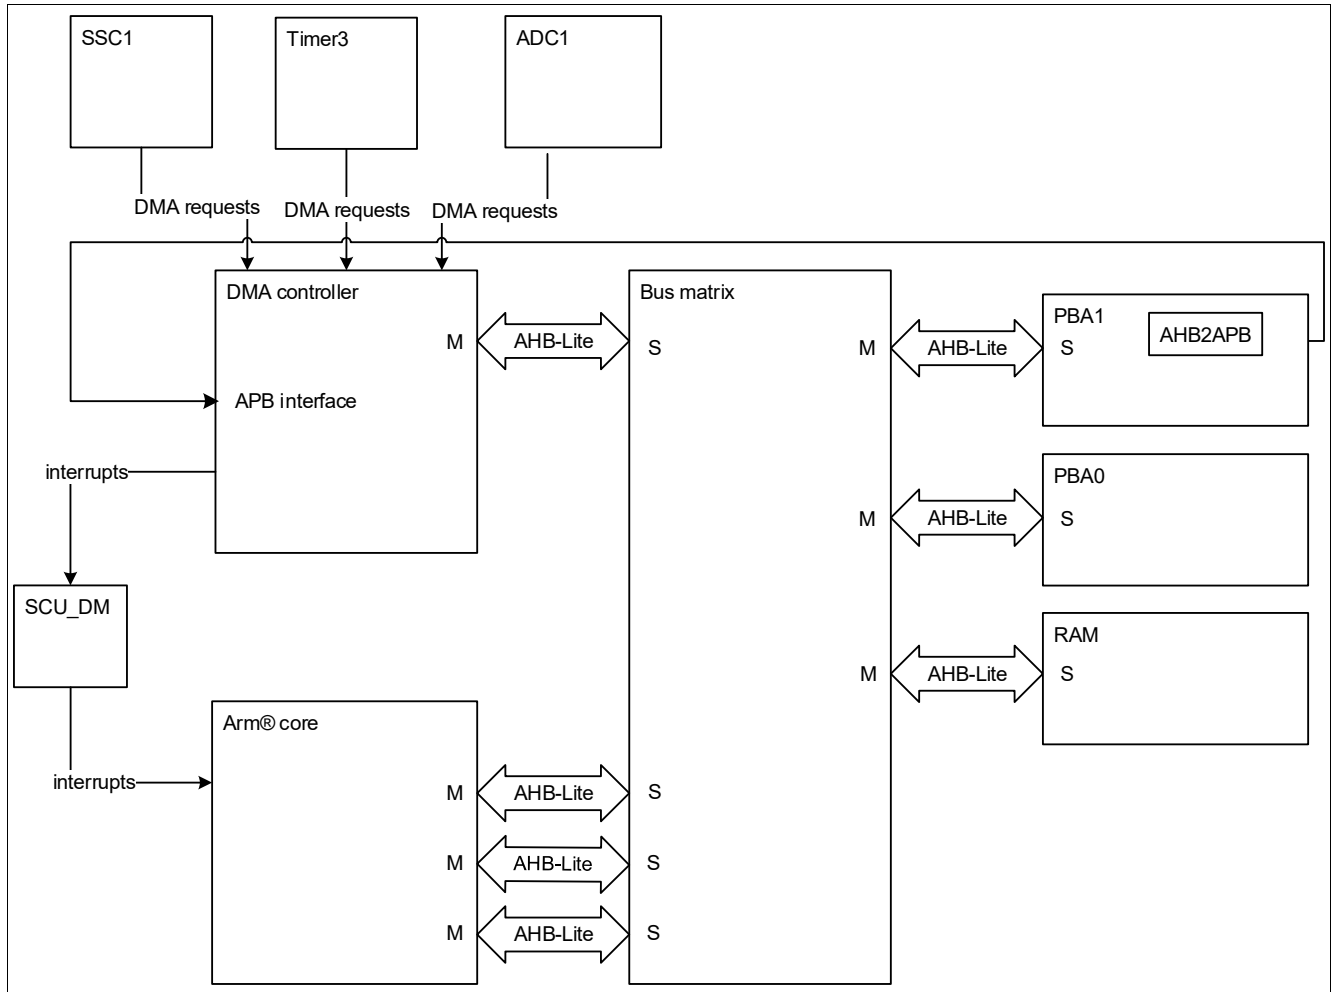 SSC1
Timer3
ADC1
DMA requests
DMA requests
DMA requests
DMA controller
M
APB interface
AHB-Lite
Bus matrix
S
M
AHB-Lite
PBA1
S
AHB2APB
interrupts
M
AHB-Lite
PBA0
S
SCU_DM
M
AHB-Lite
RAM
S
interrupts
Arm® core
M
AHB-Lite
S
M
AHB-Lite
S
M
AHB-Lite
S